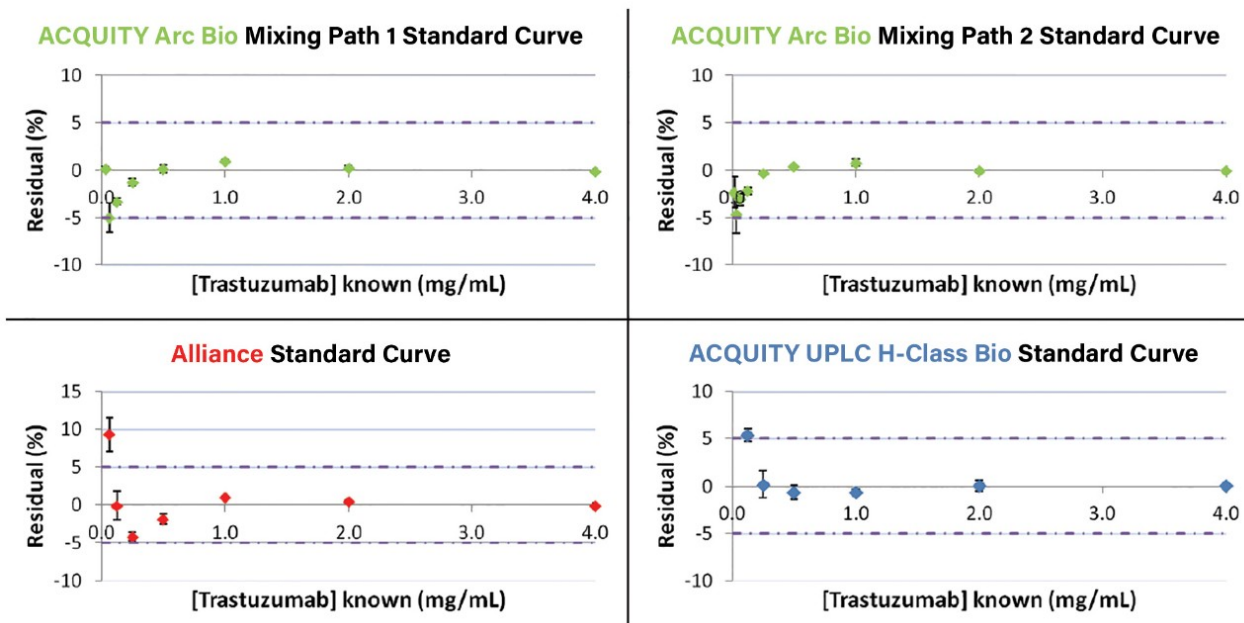 ACQUITY Arc Bio Mixing Path 1 Standard Curve
10
5
0
-5
-10
0.0 1.0 2.0 3.0 4.0
Residual (%)
[Trastuzumab] known (mg/mL)
ACQUITY Arc Bio Mixing Path 2 Standard Curve
10
5
0
-5
-10
0.0 1.0 2.0 3.0 4.0
Residual (%)
[Trastuzumab] known (mg/mL)
Alliance Standard Curve
15
10
5
0
-5
-10
0.0 1.0 2.0 3.0 4.0
Residual (%)
[Trastuzumab] known (mg/mL)
ACQUITY UPLC H-Class Bio Standard Curve
10
5
0
-5
-10
0.0 1.0 2.0 3.0 4.0
Residual (%)
[Trastuzumab] known (mg/mL)